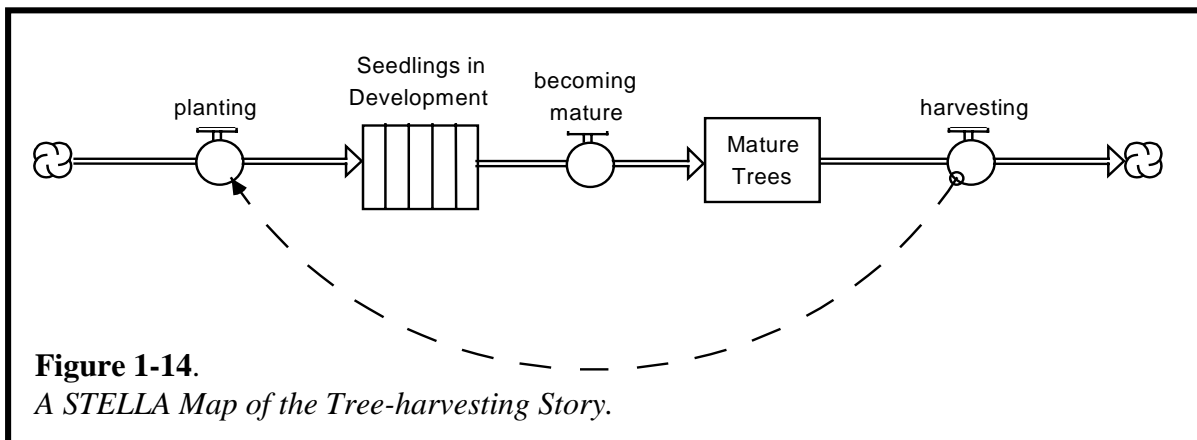 planting
Seedlings in
Development
becoming
mature
Mature
Trees
harvesting
Figure 1-14.
A STELLA Map of the Tree-harvesting Story.